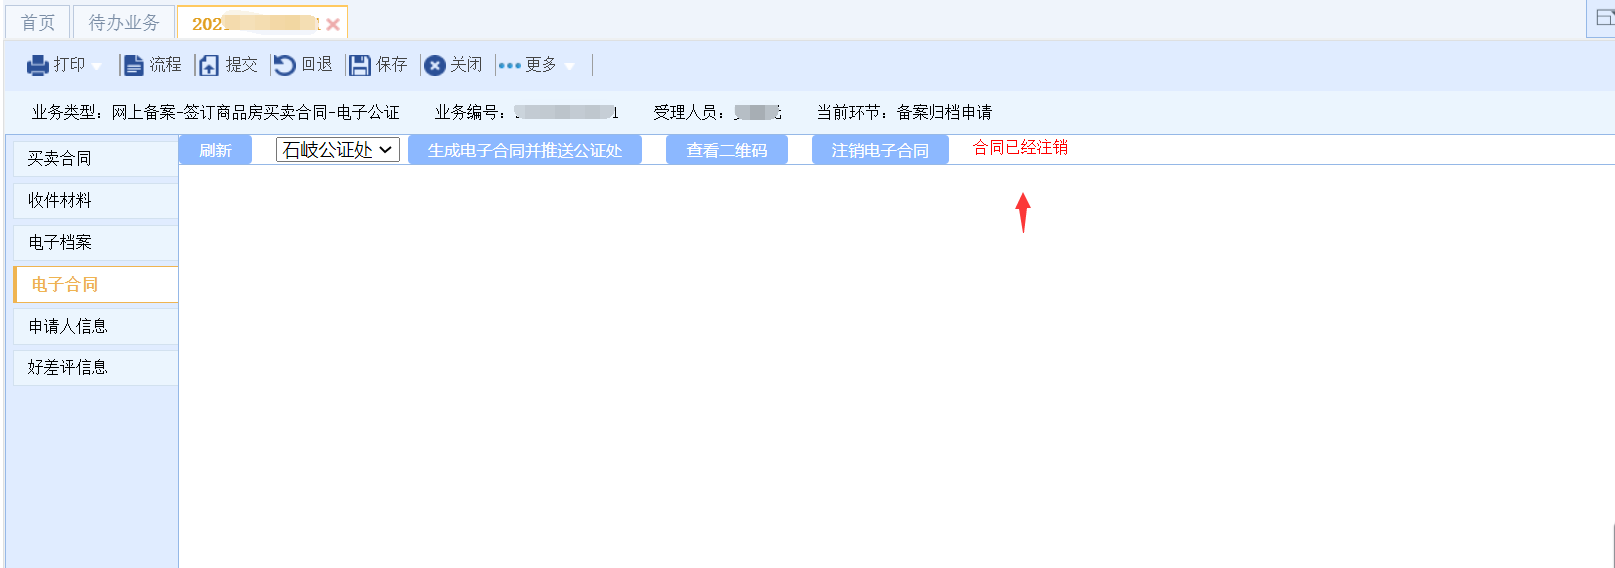 首页 待办业务 202
打印 流程 提交 回退 保存 关闭 更多
业务类型：网上备案-签订商品房买卖合同-电子公证 业务编号： 1 受理人员： 当前环节：备案归档申请
刷新 石岐公证处 生成电子合同并推送公证处 查看二维码 注销电子合同 合同已经注销
买卖合同
收件材料
电子档案
电子合同
申请人信息
好差评信息